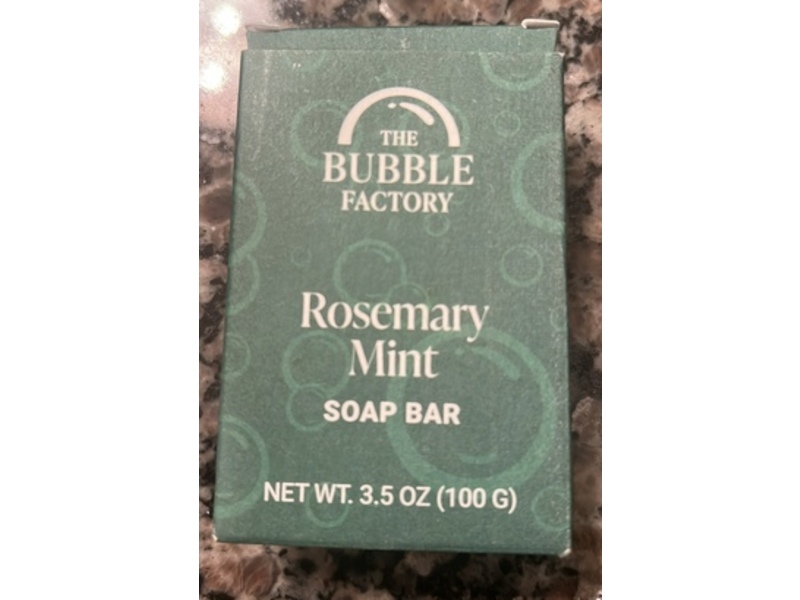 THE
BUBBLE
FACTORY
Rosemary
Mint
SOAP BAR
NET WT. 3.5 OZ (100 G)